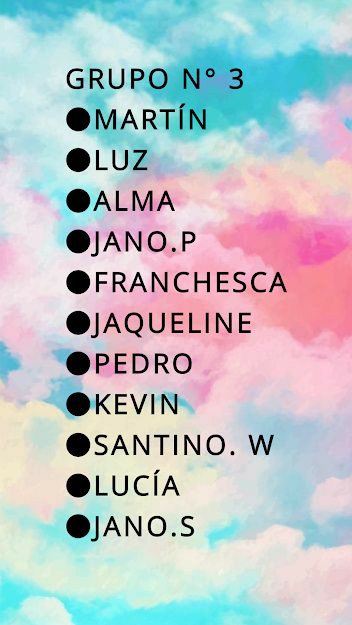 GRUPO N° 3
●MARTÍN
●LUZ
●ALMA
●JANO.P
●FRANCHESCA
●JAQUELINE
●PEDRO
●KEVIN
●SANTINO. W
●LUCÍA
●JANO.S